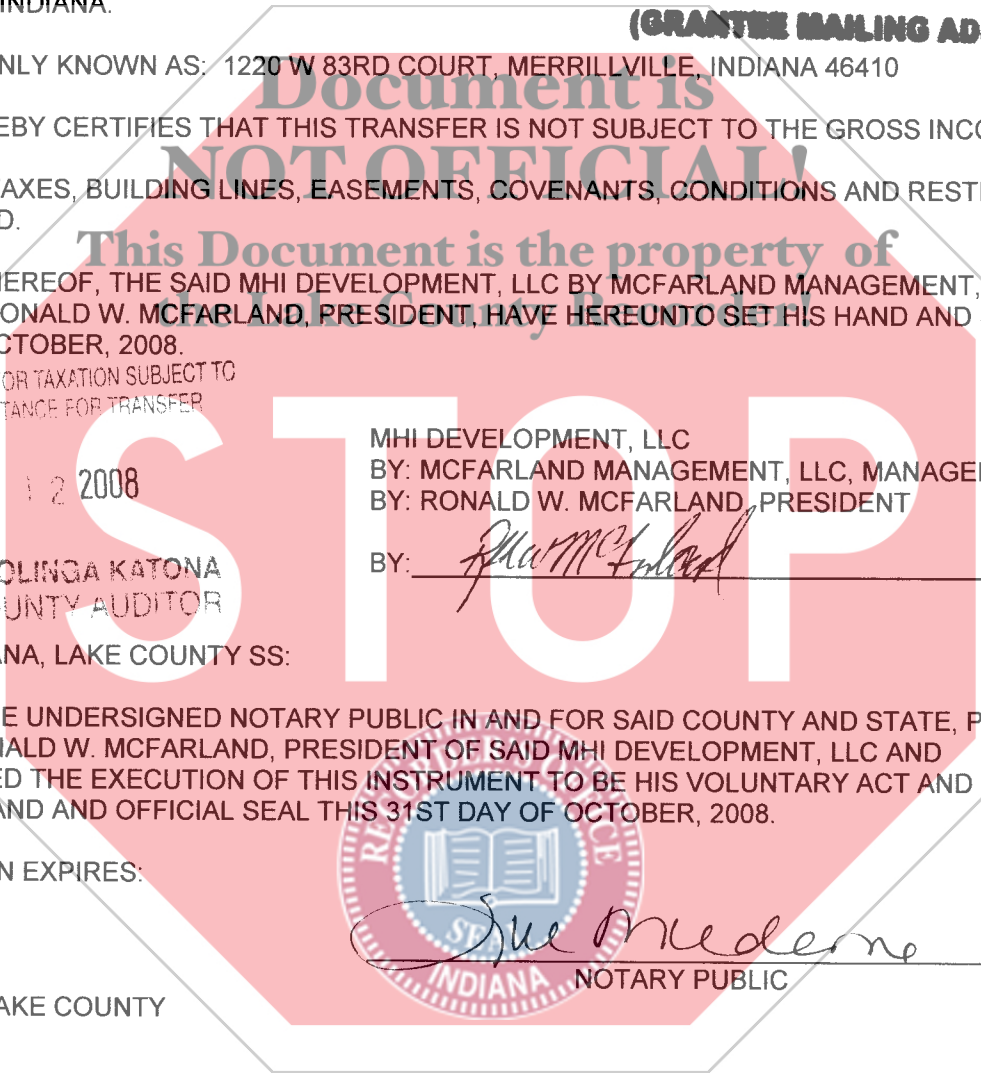 INDIANA.
(GRANTEE MAILING AD
NLY KNOWN AS: 1220 W 83RD COURT, MERRILLVILLE, INDIANA 46410
Document is
EBY CERTIFIES THAT THIS TRANSFER IS NOT SUBJECT TO THE GROSS INCO
NOT OFFICIAL!
AXES, BUILDING LINES, EASEMENTS, COVENANTS, CONDITIONS AND REST
D.
This Document is the property of
HEREOF, THE SAID MHI DEVELOPMENT, LLC BY MCFARLAND MANAGEMENT,
the Lake County Recorder!
ONALD W. MCFARLAND, PRESIDENT, HAVE HEREUNTO SET HIS HAND AND
CTOBER, 2008.
OR TAXATION SUBJECT TO
TANCE FOR TRANSFER
STOP
MHI DEVELOPMENT, LLC
BY: MCFARLAND MANAGEMENT, LLC, MANAGE
12 2008
BY: RONALD W. MCFARLAND, PRESIDENT
BY:
OLINGA KATONA
UNTY AUDITOR
ANA, LAKE COUNTY SS:
E UNDERSIGNED NOTARY PUBLIC IN AND FOR SAID COUNTY AND STATE, P
NALD W. MCFARLAND, PRESIDENT OF SAID MHI DEVELOPMENT, LLC AND
ED THE EXECUTION OF THIS INSTRUMENT TO BE HIS VOLUNTARY ACT AND
AND AND OFFICIAL SEAL THIS 31ST DAY OF OCTOBER, 2008.
N EXPIRES:
SEAL
INDIANA
NOTARY PUBLIC
AKE COUNTY